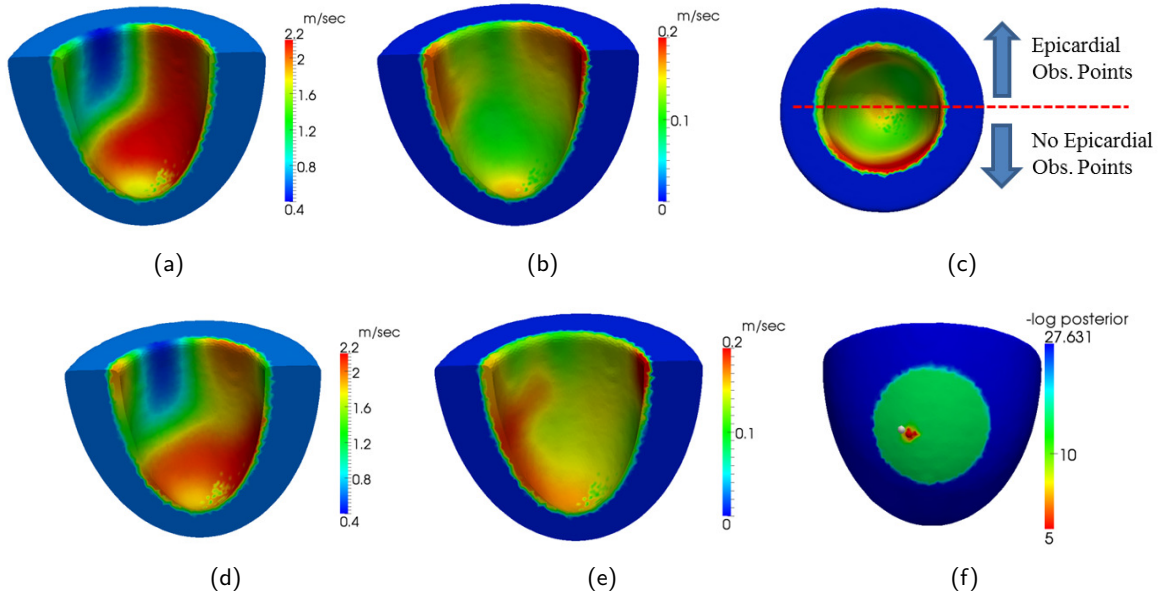 m/sec
2.2
2
1.6
1.2
0.8
0.4
(a)
m/sec
0.2
0.1
0
(b)
Epicardial
Obs. Points
No Epicardial
Obs. Points
(c)
m/sec
2.2
2
1.6
1.2
0.8
0.4
(d)
m/sec
0.2
0.1
0
(e)
-log posterior
27.631
10
5
(f)